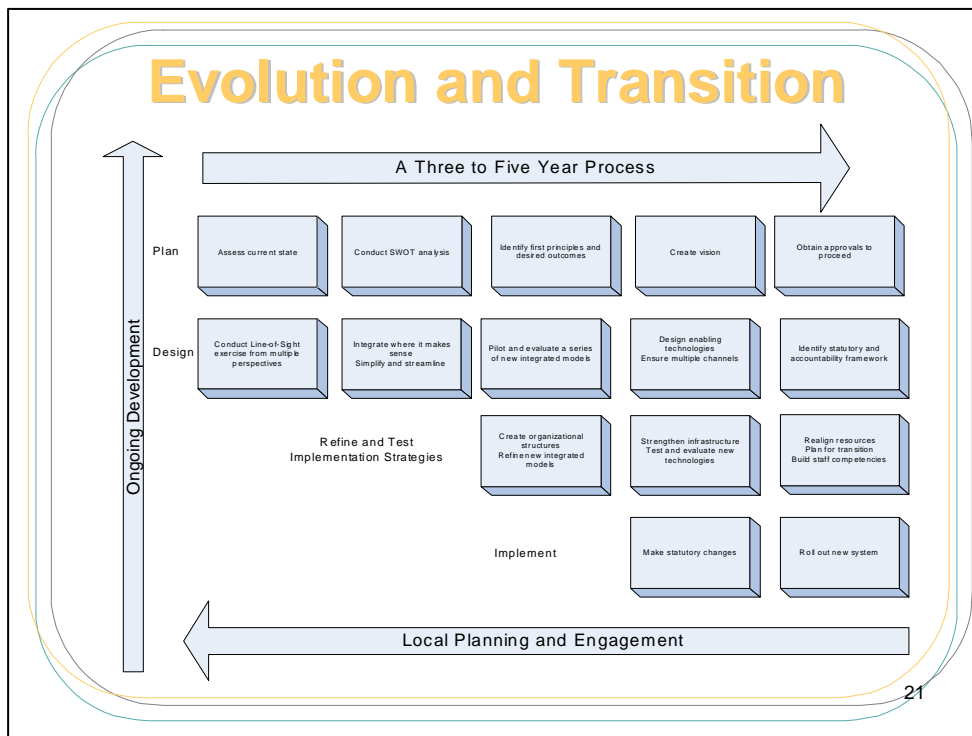 Evolution and Transition
A Three to Five Year Process
Ongoing Development
Plan
Assess current state
Conduct SWOT analysis
Identify first principles and
desired outcomes
Create vision
Obtain approvals to
proceed
Design
Conduct Line-of-Sight
exercise from multiple
perspectives
Integrate where it makes
sense
Simplify and streamline
Pilot and evaluate a series
of new integrated models
Design enabling
technologies
Ensure multiple channels
Identify statutory and
accountability framework
Refine and Test
Implementation Strategies
Create organizational
structures
Refine new integrated
models
Strengthen infrastructure
Test and evaluate new
technologies
Realign resources
Plan for transition
Build staff competencies
Implement
Make statutory changes
Roll out new system
Local Planning and Engagement
21